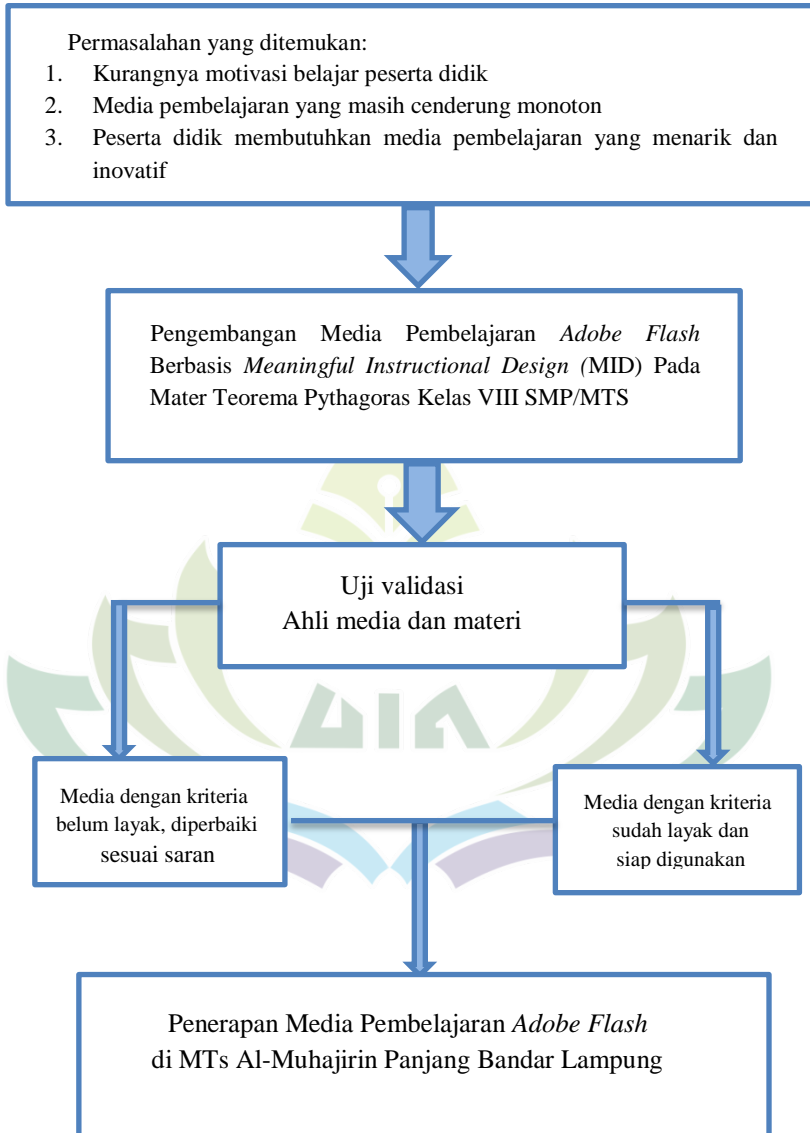 Permasalahan yang ditemukan:
1. Kurangnya motivasi belajar peserta didik
2. Media pembelajaran yang masih cenderung monoton
3. Peserta didik membutuhkan media pembelajaran yang menarik dan
inovatif
Pengembangan Media Pembelajaran Adobe Flash
Berbasis Meaningful Instructional Design (MID) Pada
Mater Teorema Pythagoras Kelas VIII SMP/MTS
Uji validasi
Ahli media dan materi
Media dengan kriteria
belum layak, diperbaiki
sesuai saran
Media dengan kriteria
sudah layak dan
siap digunakan
Penerapan Media Pembelajaran Adobe Flash
di MTs Al-Muhajirin Panjang Bandar Lampung